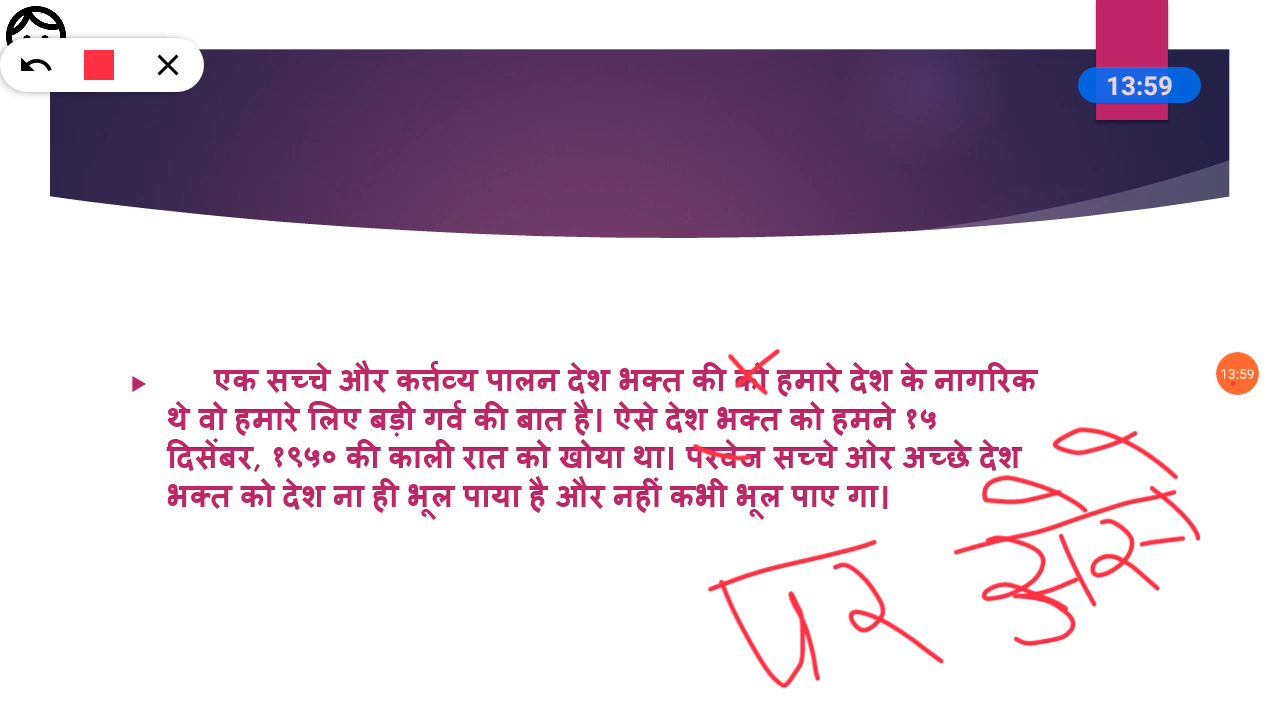 13:59
एक सच्चे और कर्त्तव्य पालन देश भक्त की को हमारे देश के नागरिक
13:59
थे वो हमारे लिए बड़ी गर्व की बात है। ऐसे देश भक्त को हमने १५
दिसेंबर, १९५० की काली रात को खोया था। परवेज सच्चे ओर अच्छे देश
भक्त को देश ना ही भूल पाया है और नहीं कभी भूल पाए गा।
पर